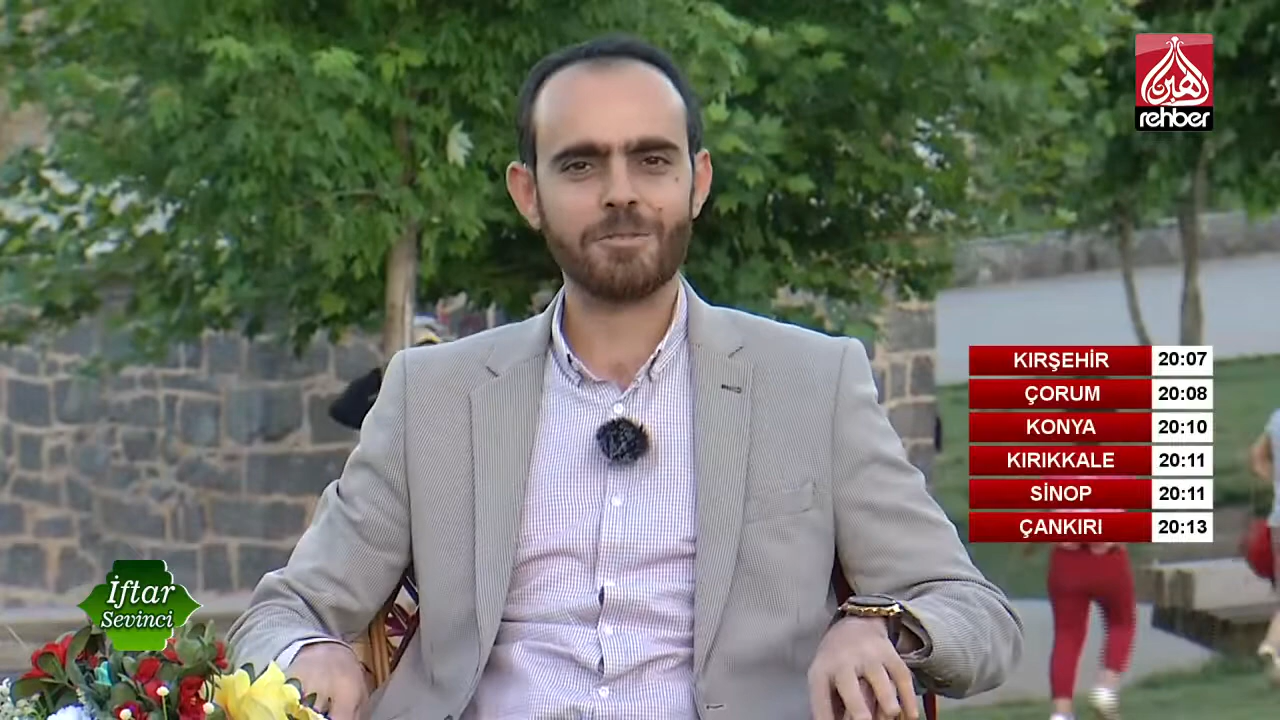 rehber
KIRŞEHİR 20:07
ÇORUM 20:08
KONYA 20:10
KIRIKKALE 20:11
SİNOP 20:11
ÇANKIRI 20:13
İftar
Sevinci